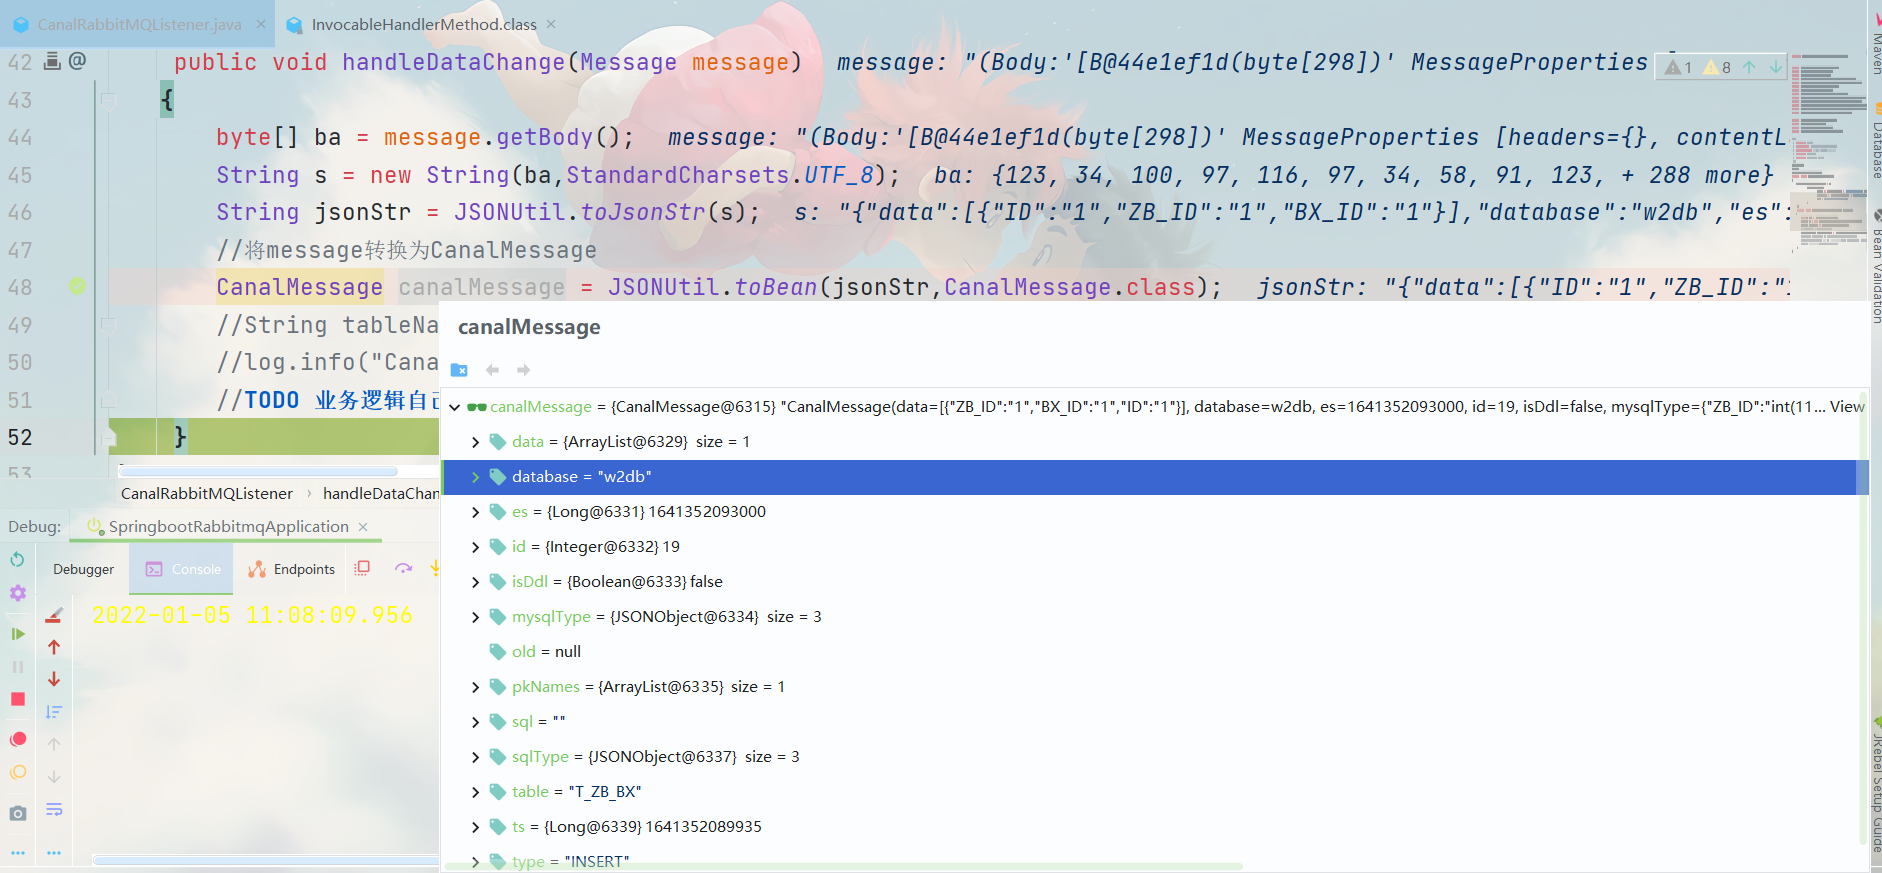 CanalRabbitMQListener.java
InvocableHandlerMethod.class
42 public void handleDataChange(Message message) message: "(Body:'[B@44e1ef1d(byte[298])' MessageProperties [
1 8
43 {
44 byte[] ba = message.getBody(); message: "(Body:'[B@44e1ef1d(byte[298])' MessageProperties [headers={}, contentL
45 String s = new String(ba,StandardCharsets.UTF_8); ba: {123, 34, 100, 97, 116, 97, 34, 58, 91, 123, + 288 more}
46 String jsonStr = JSONUtil.toJsonStr(s); s: "{"data":[{"ID":"1","ZB_ID":"1","BX_ID":"1"}],"database":"w2db","es":
47 //将message转换为CanalMessage
48 CanalMessage canalMessage = JSONUtil.toBean(jsonStr,CanalMessage.class); jsonStr: "{"data":[{"ID":"1","ZB_ID":"
49 //String tableNa
50 //log.info("Cana
51 //TODO 业务逻辑自
52 }
53
canalMessage
canalMessage = {CanalMessage@6315} "CanalMessage(data=[{"ZB_ID":"1","BX_ID":"1","ID":"1"}], database=w2db, es=1641352093000, id=19, isDdl=false, mysqlType={"ZB_ID":"int(11... View
data = {ArrayList@6329} size = 1
database = "w2db"
es = {Long@6331} 1641352093000
id = {Integer@6332} 19
isDdl = {Boolean@6333} false
mysqlType = {JSONObject@6334} size = 3
old = null
pkNames = {ArrayList@6335} size = 1
sql = ""
sqlType = {JSONObject@6337} size = 3
table = "T_ZB_BX"
ts = {Long@6339} 1641352089935
type = "INSERT"
CanalRabbitMQListener › handleDataChan
Debug: SpringbootRabbitmqApplication
Debugger Console Endpoints
2022-01-05 11:08:09.956
Maven
Database
Bean Validation
JRebel Setup Guide